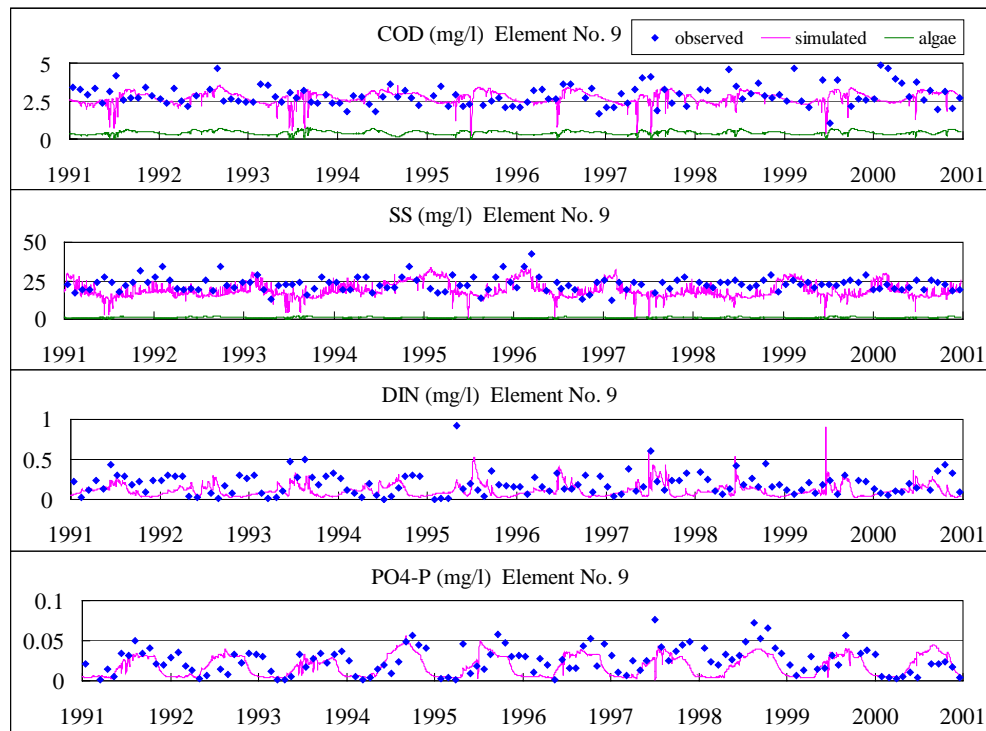 COD (mg/l) Element No. 9
observed simulated algae
5
2.5
0
1991 1992 1993 1994 1995 1996 1997 1998 1999 2000 2001
SS (mg/l) Element No. 9
50
25
0
1991 1992 1993 1994 1995 1996 1997 1998 1999 2000 2001
DIN (mg/l) Element No. 9
1
0.5
0
1991 1992 1993 1994 1995 1996 1997 1998 1999 2000 2001
PO4-P (mg/l) Element No. 9
0.1
0.05
0
1991 1992 1993 1994 1995 1996 1997 1998 1999 2000 2001